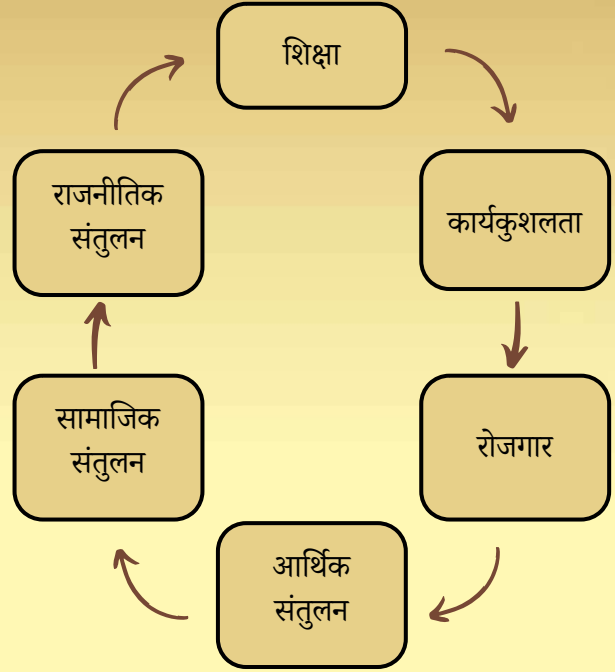 शिक्षा
कार्यकुशलता
रोजगार
आर्थिक
संतुलन
सामाजिक
संतुलन
राजनीतिक
संतुलन